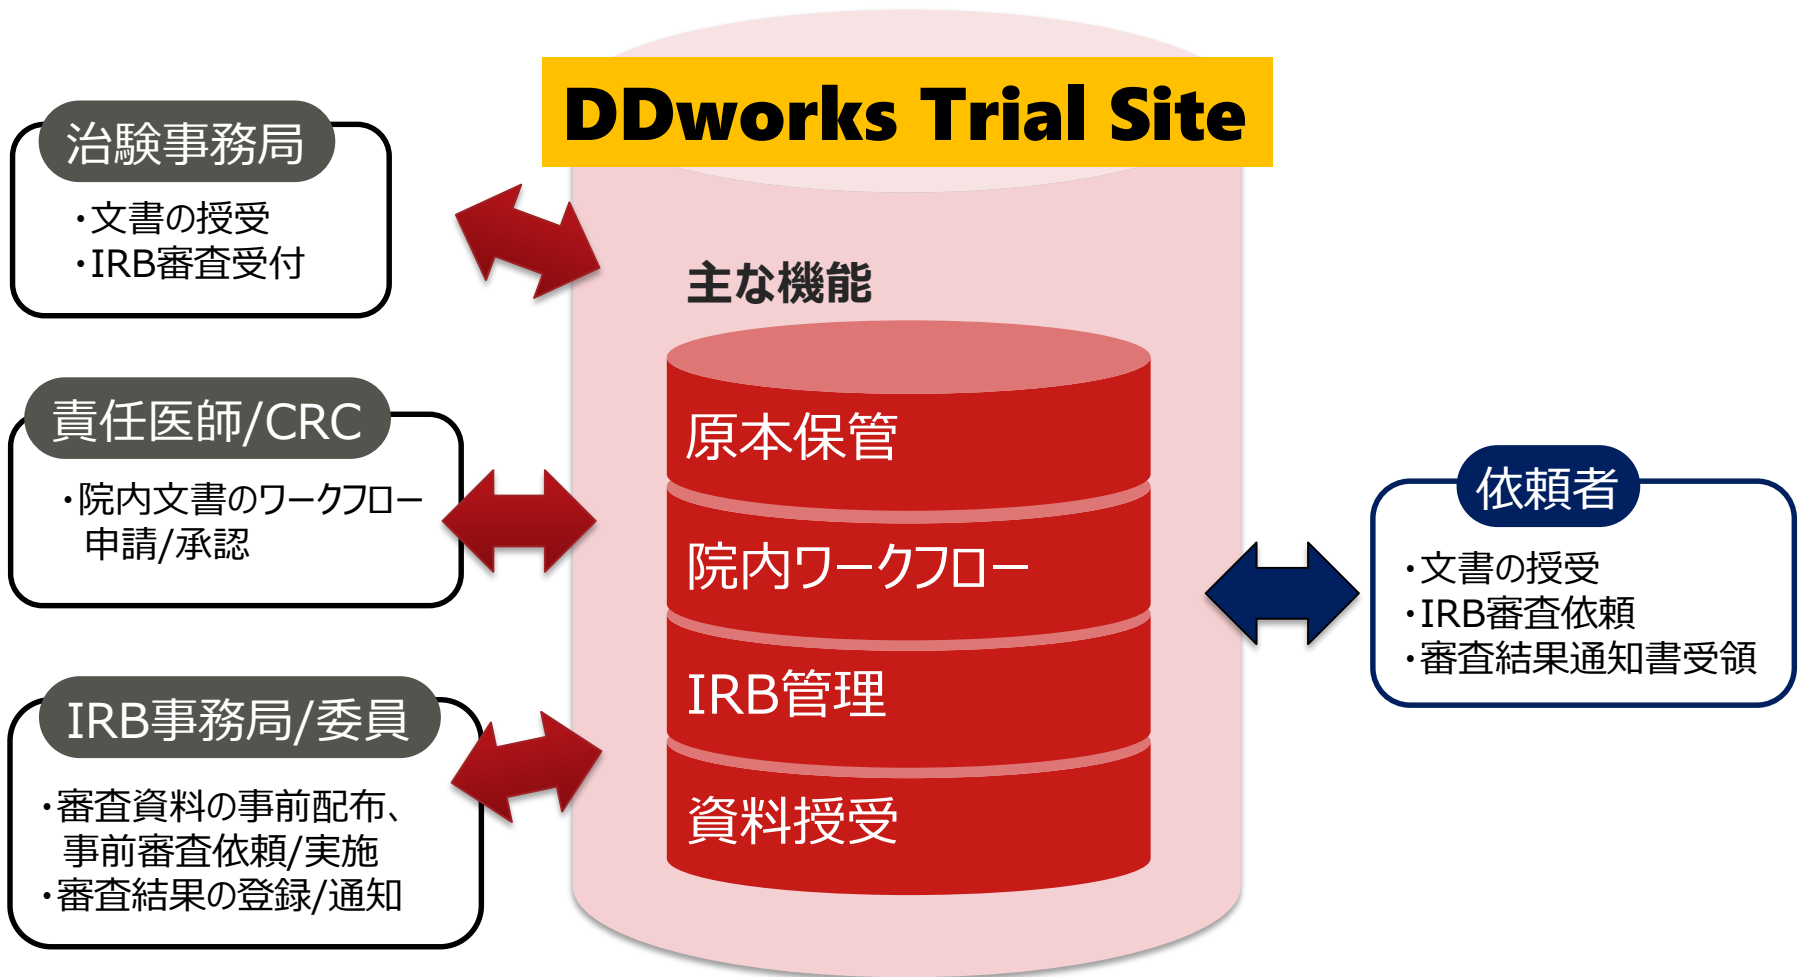 DDworks Trial Site
治験事務局
・文書の授受
・IRB審査受付
責任医師/CRC
・院内文書のワークフロー
申請/承認
IRB事務局/委員
・審査資料の事前配布、
事前審査依頼/実施
・審査結果の登録/通知
主な機能
原本保管
院内ワークフロー
IRB管理
資料授受
依頼者
・文書の授受
・IRB審査依頼
・審査結果通知書受領